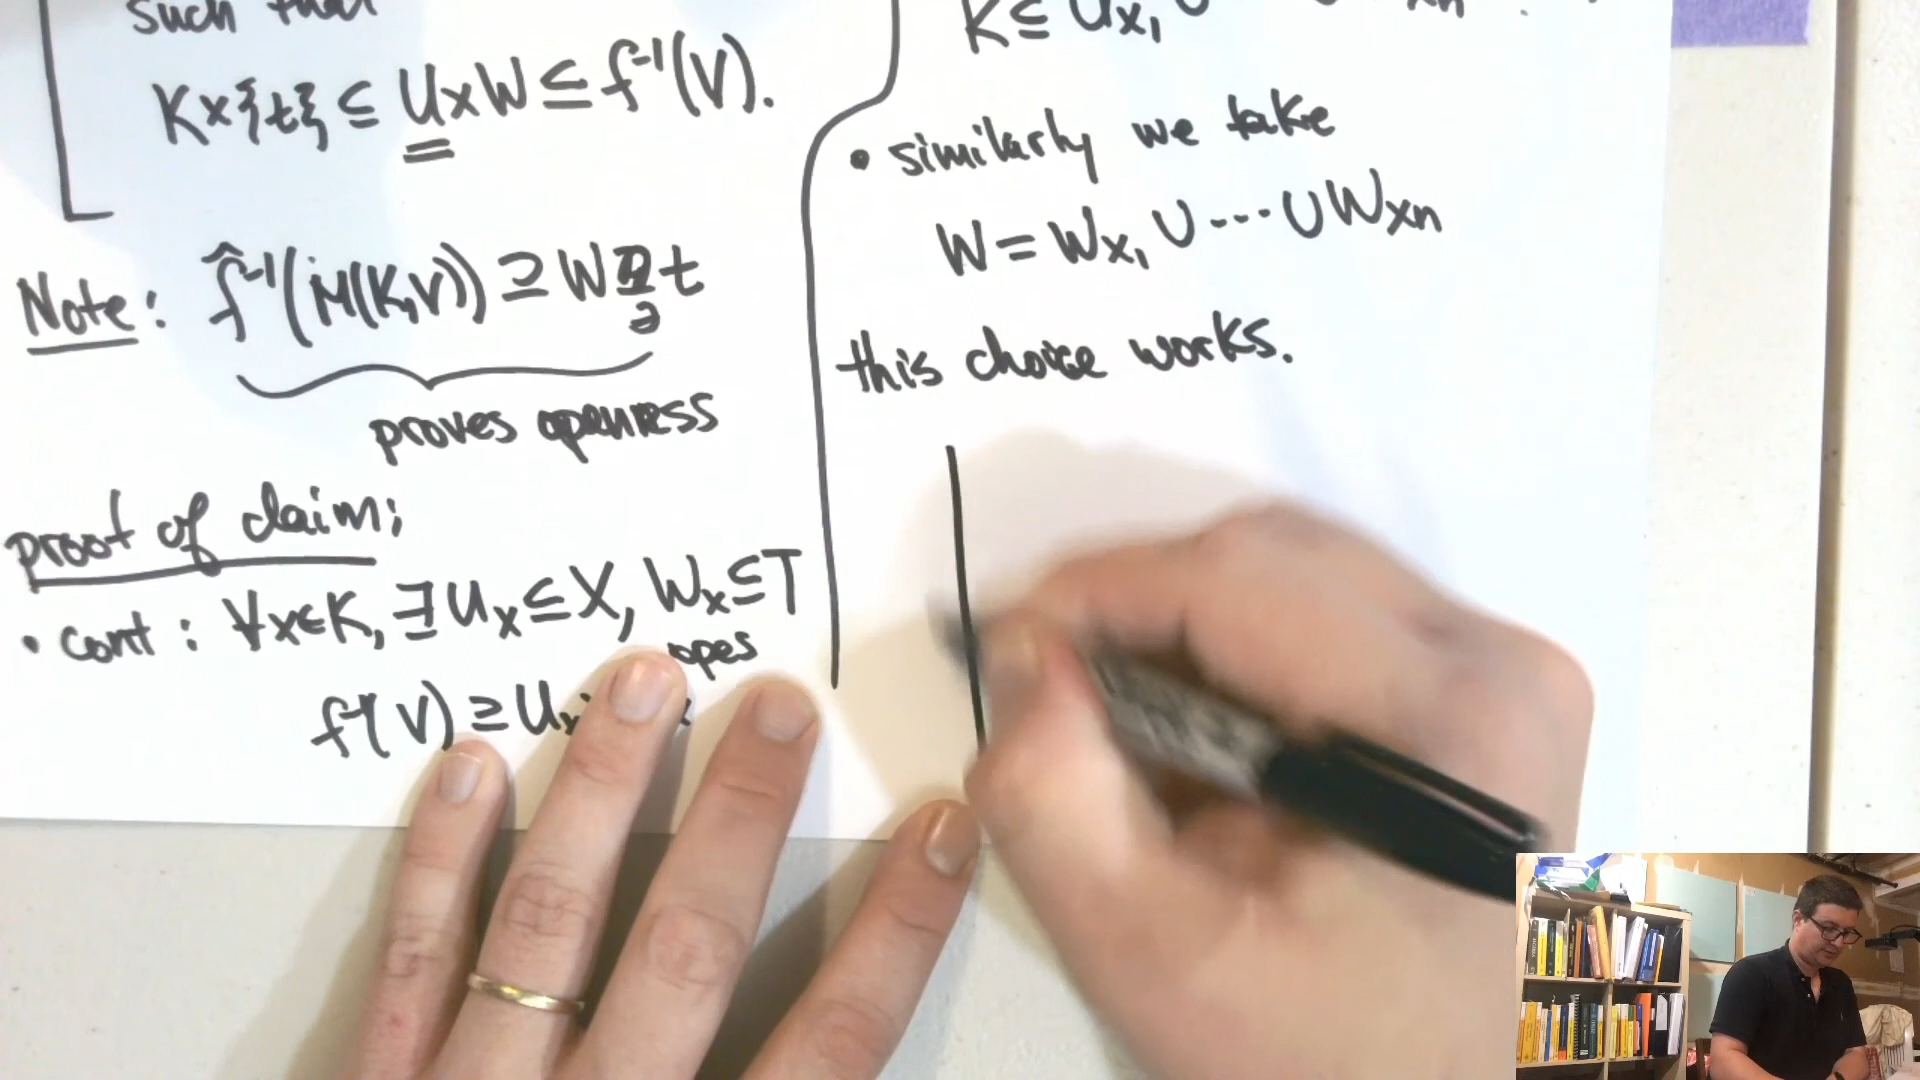 such that
K×{t} ⊆ U×W ⊆ f⁻¹(V).
Note: f̂⁻¹(M(K,V)) ⊇ W ∋ t
proves openness
proof of claim:
• cont: ∀x∈K, ∃ Uₓ⊆X, Wₓ⊆T
opes
f⁻¹(V) ⊇ Uₓ
K ⊆ Uₓ₁ ∪
• similarly we take
W = Wₓ₁ ∪ ··· ∪ Wₓₙ
this choice works.